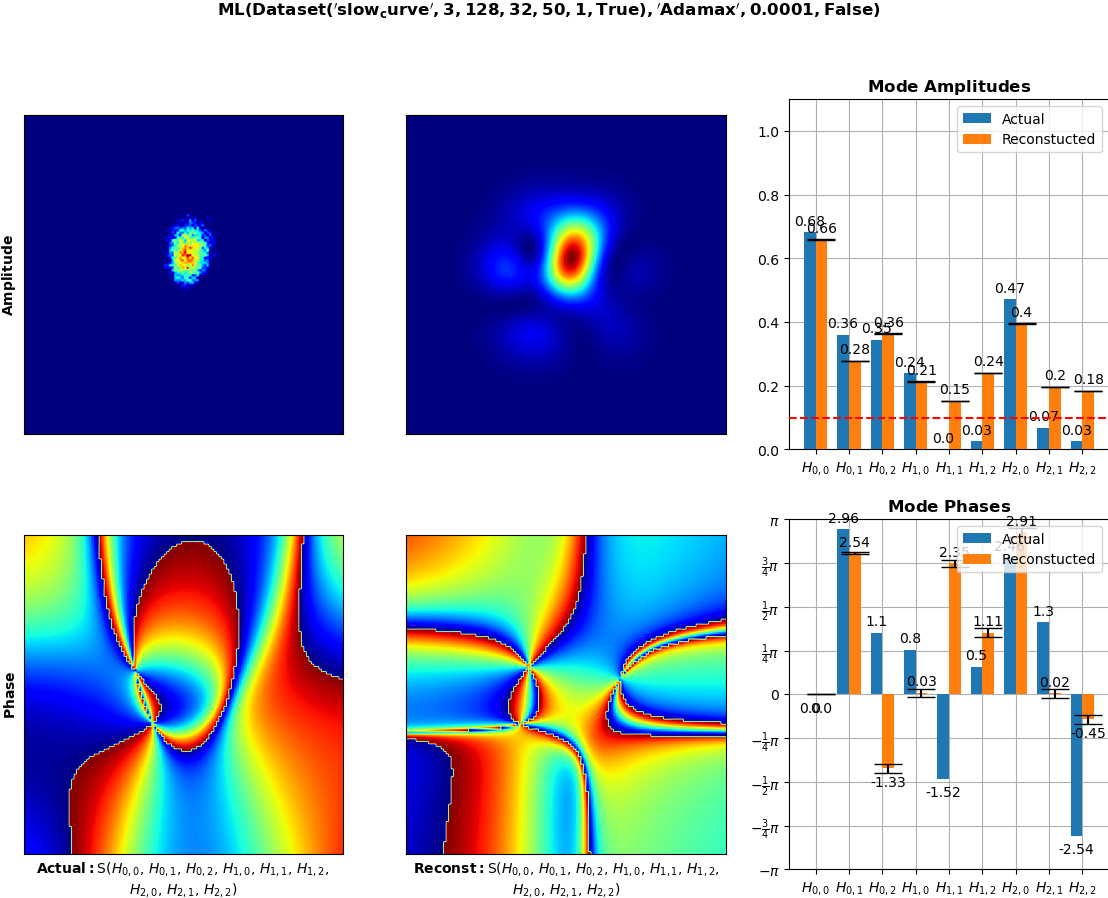 ML(Dataset('slow_curve', 3, 128, 32, 50, 1, True), 'Adamax', 0.0001, False)
Amplitude
Mode Amplitudes
Actual
Reconstucted
1.0
0.8
0.6
0.4
0.2
0.0
0.68
0.66
0.36
0.28
0.35
0.36
0.24
0.21
0.0
0.15
0.03
0.24
0.47
0.4
0.07
0.2
0.03
0.18
H0,0 H0,1 H0,2 H1,0 H1,1 H1,2 H2,0 H2,1 H2,2
Phase
Actual:S(H0,0, H0,1, H0,2, H1,0, H1,1, H1,2,
H2,0, H2,1, H2,2)
Reconst:S(H0,0, H0,1, H0,2, H1,0, H1,1, H1,2,
H2,0, H2,1, H2,2)
Mode Phases
Actual
Reconstucted
π
3/4π
1/2π
1/4π
0
−1/4π
−1/2π
−3/4π
−π
0.0
0.0
2.96
2.54
1.1
-1.33
0.8
0.03
-1.52
2.35
0.5
1.11
2.91
1.3
0.02
-2.54
-0.45
H0,0 H0,1 H0,2 H1,0 H1,1 H1,2 H2,0 H2,1 H2,2